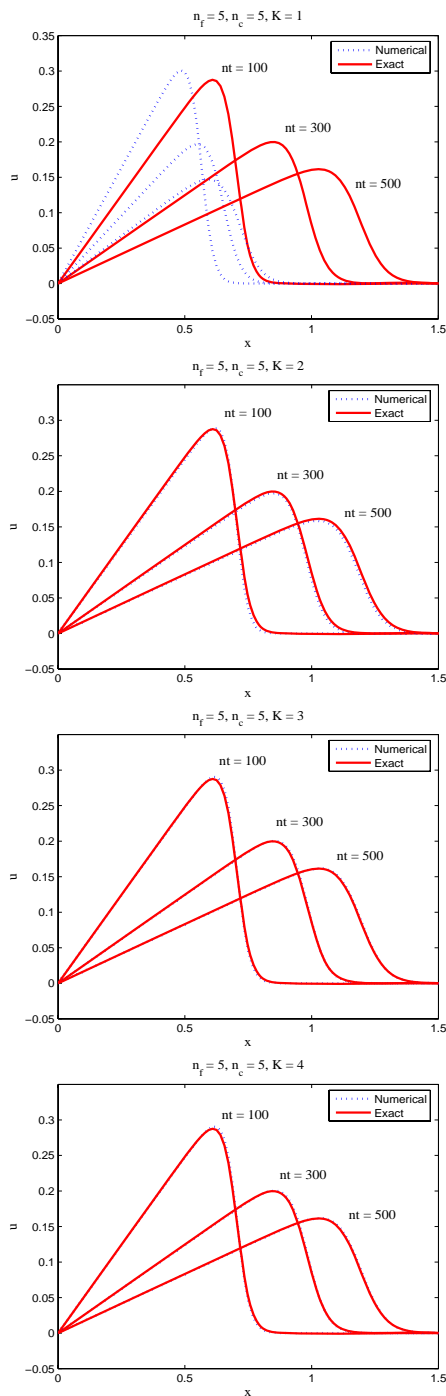 n_f = 5, n_c = 5, K = 1
0.35
Numerical
Exact
0.3
nt = 100
0.25
0.2
nt = 300
nt = 500
0.15
u
0.1
0.05
0
−0.05
0 0.5 1 1.5
x
n_f = 5, n_c = 5, K = 2
Numerical
Exact
0.3
nt = 100
0.25
0.2
nt = 300
nt = 500
0.15
u
0.1
0.05
0
−0.05
0 0.5 1 1.5
x
n_f = 5, n_c = 5, K = 3
Numerical
Exact
0.3
nt = 100
0.25
0.2
nt = 300
nt = 500
0.15
u
0.1
0.05
0
−0.05
0 0.5 1 1.5
x
n_f = 5, n_c = 5, K = 4
Numerical
Exact
0.3
nt = 100
0.25
0.2
nt = 300
nt = 500
0.15
u
0.1
0.05
0
−0.05
0 0.5 1 1.5
x